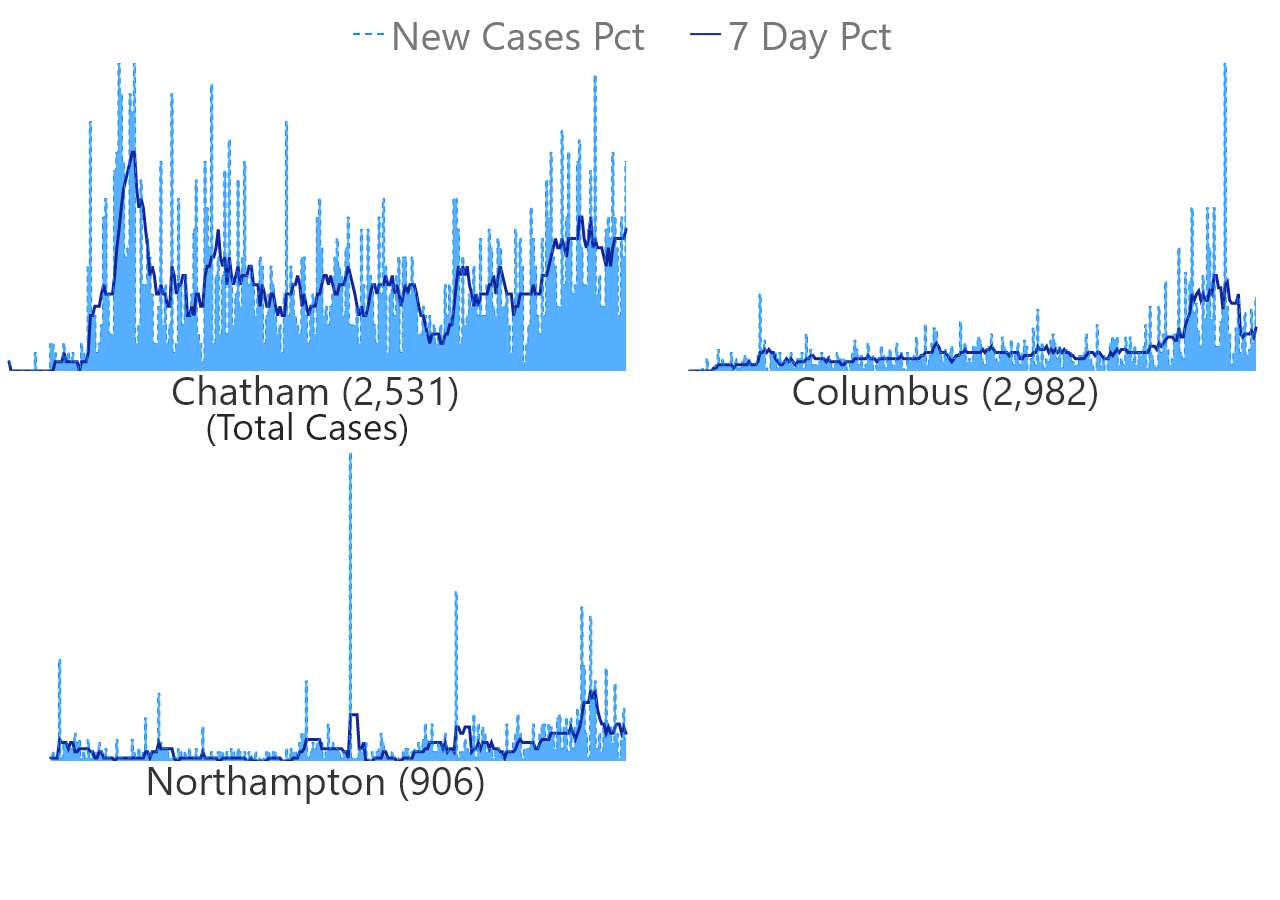 New Cases Pct 7 Day Pct
Chatham (2,531)
(Total Cases)
Columbus (2,982)
Northampton (906)